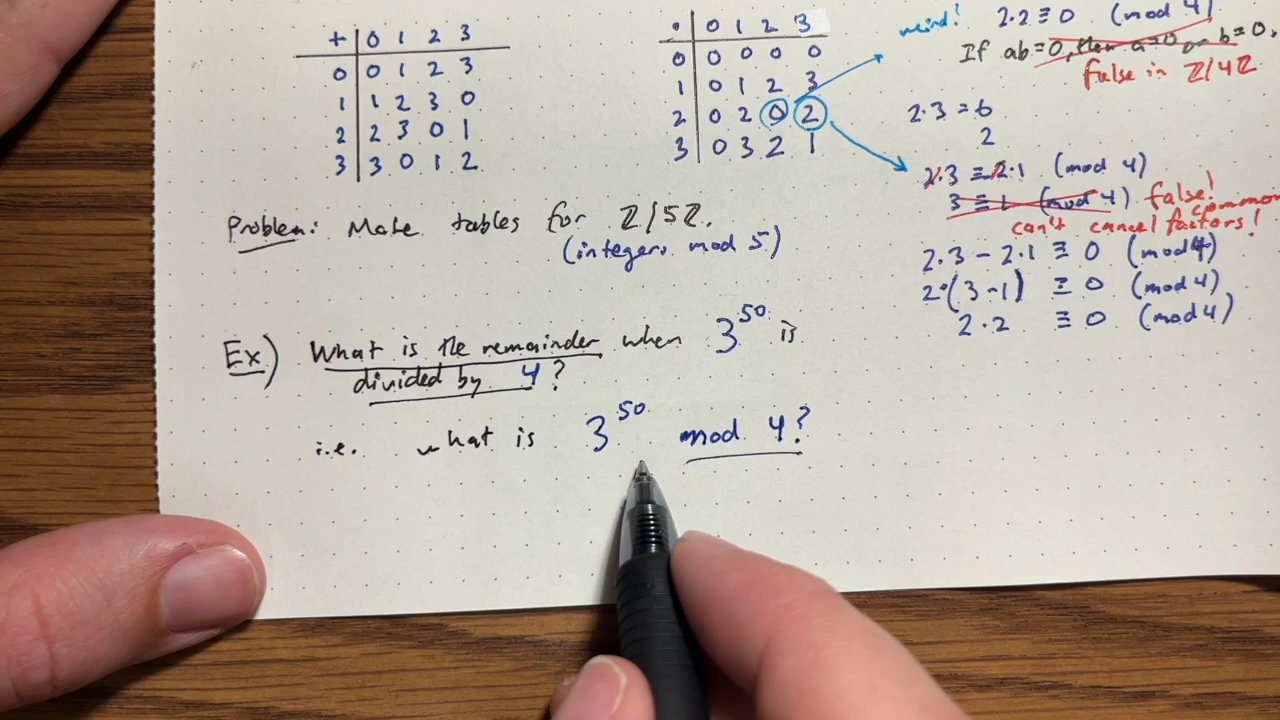 + 0 1 2 3
0 0 1 2 3
1 1 2 3 0
2 2 3 0 1
3 3 0 1 2
• 0 1 2 3
0 0 0 0 0
1 0 1 2 3
2 0 2 0 2
3 0 3 2 1
weird!
2·2 ≡ 0 (mod 4)
If ab=0, then a=0 or b=0.
false in ℤ/4ℤ
2·3 = 6
2
2·3 ≡ 2·1 (mod 4)
3 ≡ 1 (mod 4) false!
can't cancel common factors!
2·3 − 2·1 ≡ 0 (mod 4)
2·(3−1) ≡ 0 (mod 4)
2·2 ≡ 0 (mod 4)
Problem: Make tables for ℤ/5ℤ.
(integers mod 5)
Ex) What is the remainder when 3^50 is
divided by 4?
i.e. what is 3^50 mod 4?